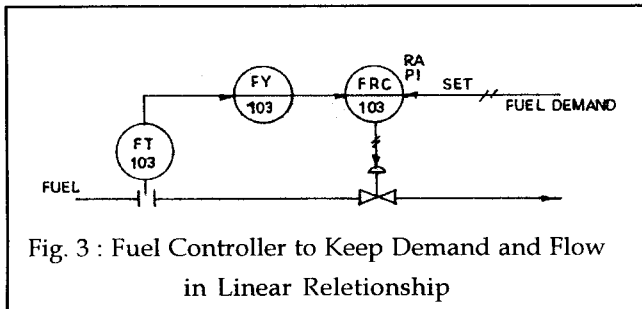 RA
PI
FY
103
FRC
103
SET
FUEL DEMAND
FT
103
FUEL
Fig. 3 : Fuel Controller to Keep Demand and Flow
in Linear Reletionship